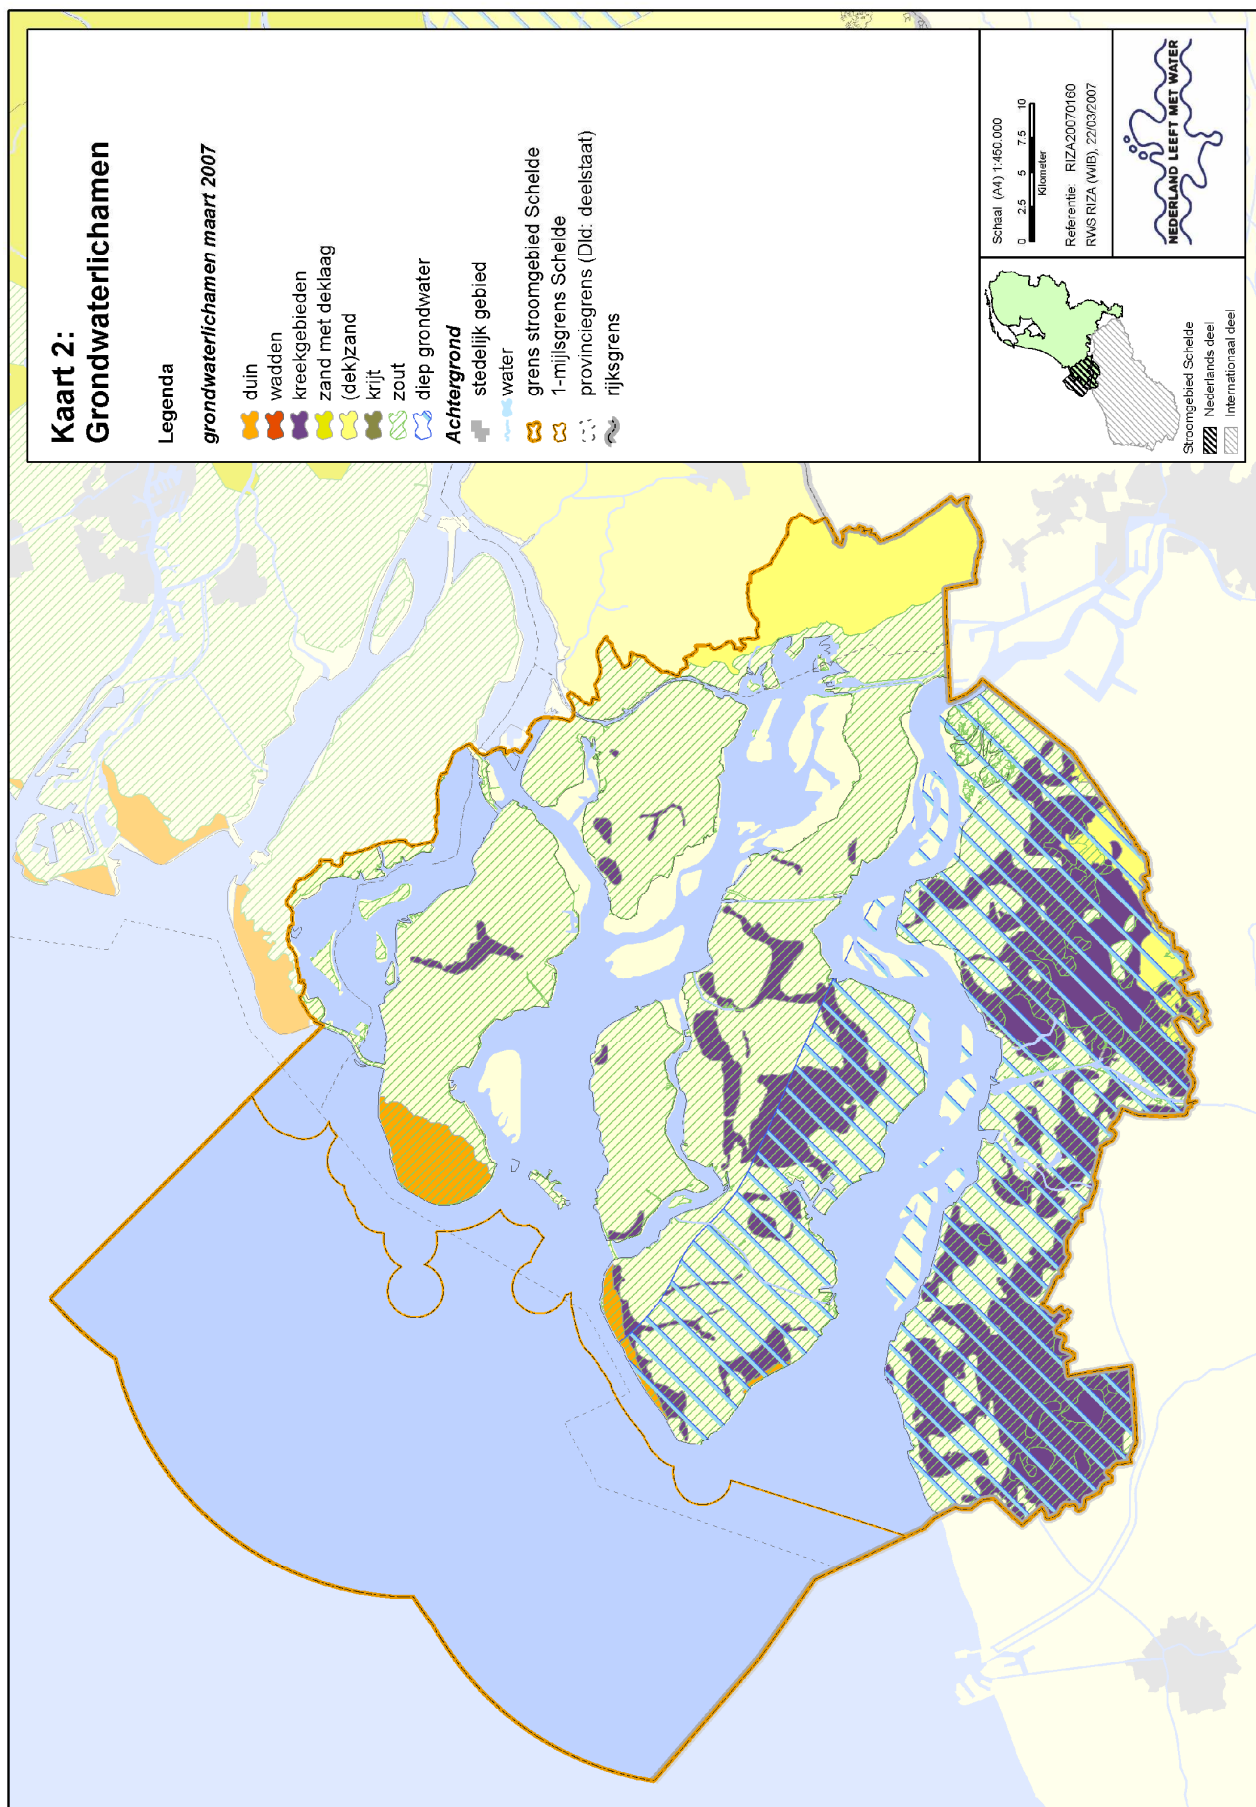 Kaart 2:
Grondwaterlichamen
Legenda
grondwaterlichamen maart 2007
duin
wadden
kreekgebieden
zand met deklaag
(dek)zand
krijt
zout
diep grondwater
Achtergrond
stedelijk gebied
water
grens stroomgebied Schelde
1-mijlsgrens Schelde
provinciegrens (Dld: deelstaat)
rijksgrens
Stroomgebied Schelde
Nederlands deel
Internationaal deel
Schaal (A4) 1:450.000
0 2.5 5 7.5 10
Kilometer
Referentie: RIZA20070160
RWS RIZA (WIB), 22/03/2007
NEDERLAND LEEFT MET WATER